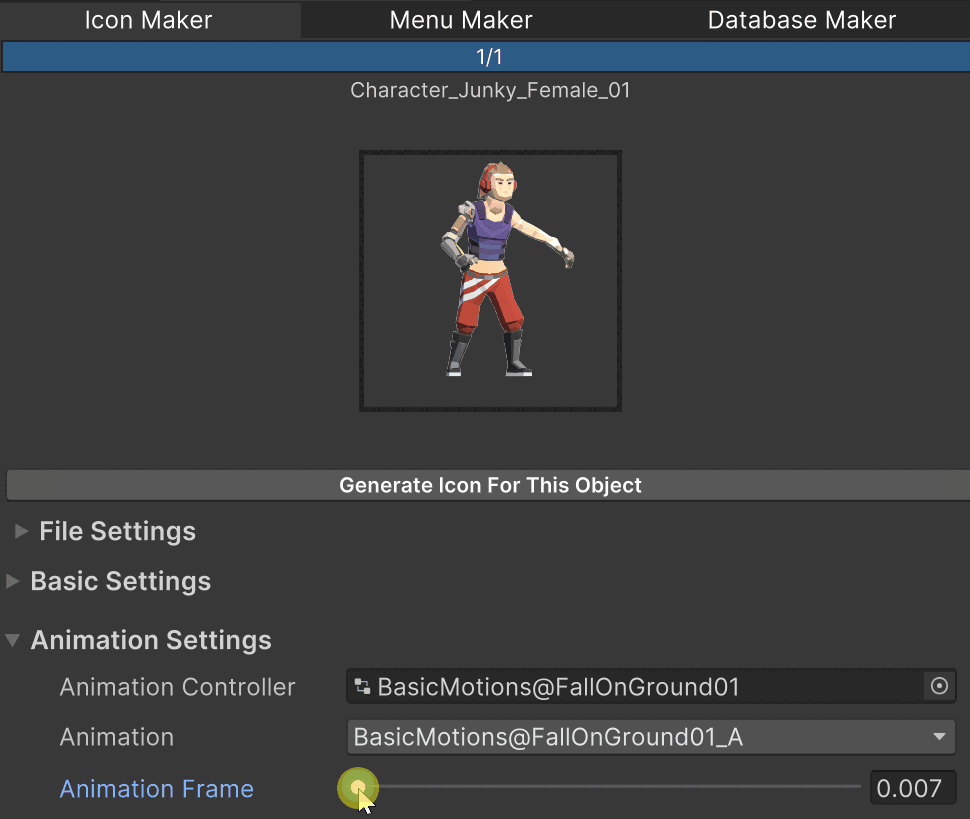 Icon Maker Menu Maker Database Maker
1/1
Character_Junky_Female_01
Generate Icon For This Object
File Settings
Basic Settings
Animation Settings
Animation Controller BasicMotions@FallOnGround01
Animation BasicMotions@FallOnGround01_A
Animation Frame 0.007